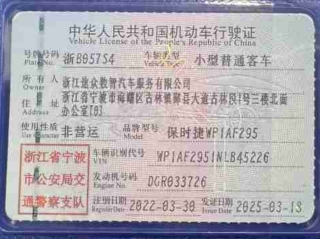 中华人民共和国机动车行驶证
Vehicle License of the People's Republic of China
号牌号码 浙B057S4 车辆类型 小型普通客车
Plate No. Vehicle Type
所有人 浙江途众数智汽车服务有限公司
Owner
住址 浙江省宁波市海曙区古林镇鄞县大道古林段1号三楼北面
Address 办公室103
使用性质 非营运 品牌型号 保时捷WP1AF295
Use Character Model
浙江省宁波市公安局交通警察支队
车辆识别代号 WP1AF2951NLB45226
VIN
发动机号码 DGR033726
Engine No.
注册日期 2022-03-30 发证日期 2025-03-13
Register Date Issue Date